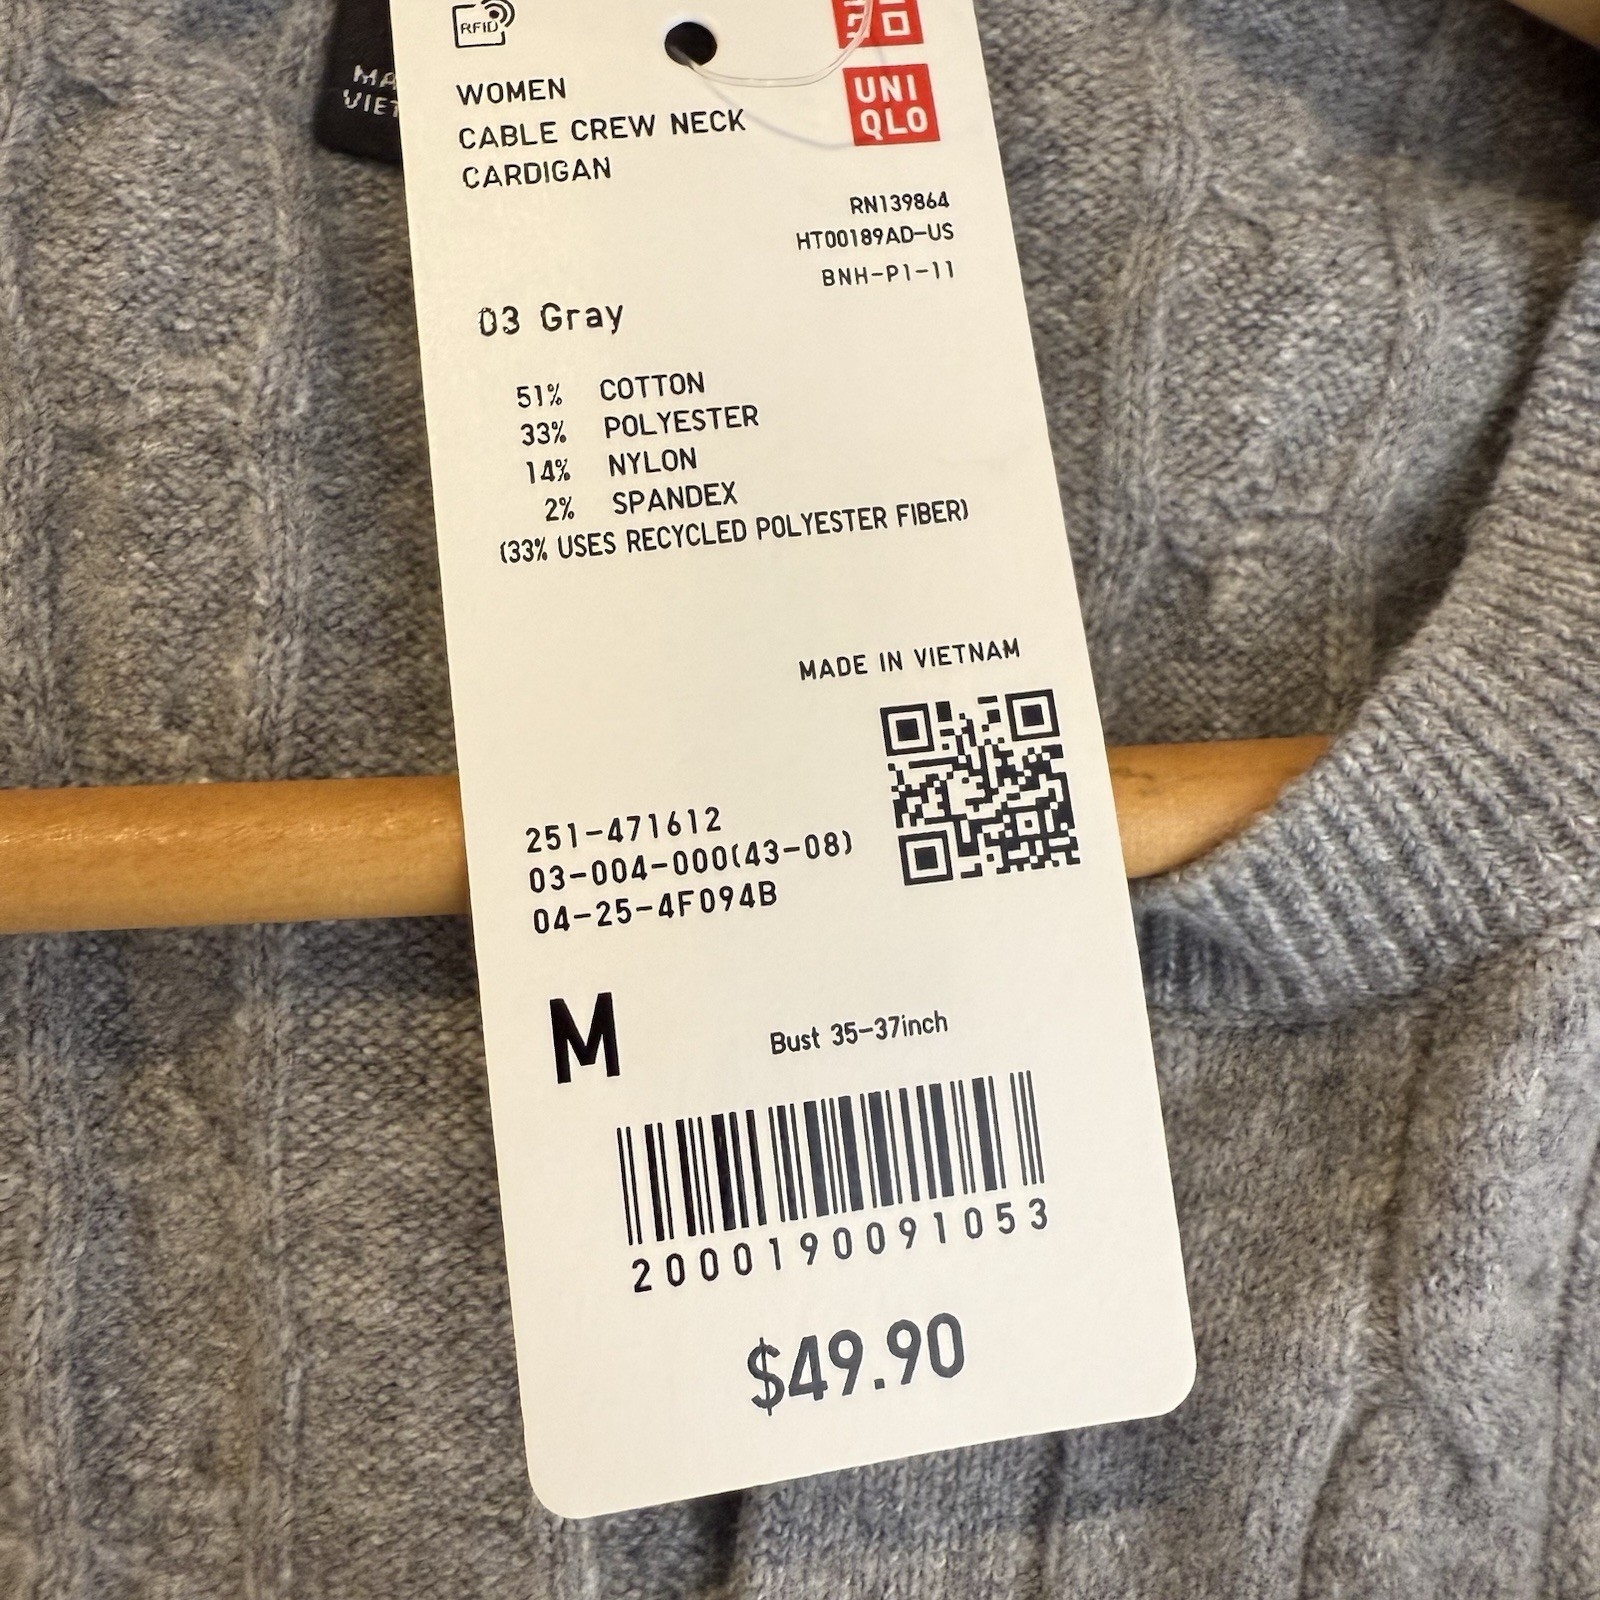 RFID
MA
VIET
WOMEN
CABLE CREW NECK
CARDIGAN
UNI
QLO
RN139864
HT00189AD-US
BNH-P1-11
03 Gray
51% COTTON
33% POLYESTER
14% NYLON
2% SPANDEX
(33% USES RECYCLED POLYESTER FIBER)
MADE IN VIETNAM
251-471612
03-004-000(43-08)
04-25-4F094B
M
Bust 35-37inch
2000190091053
$49.90